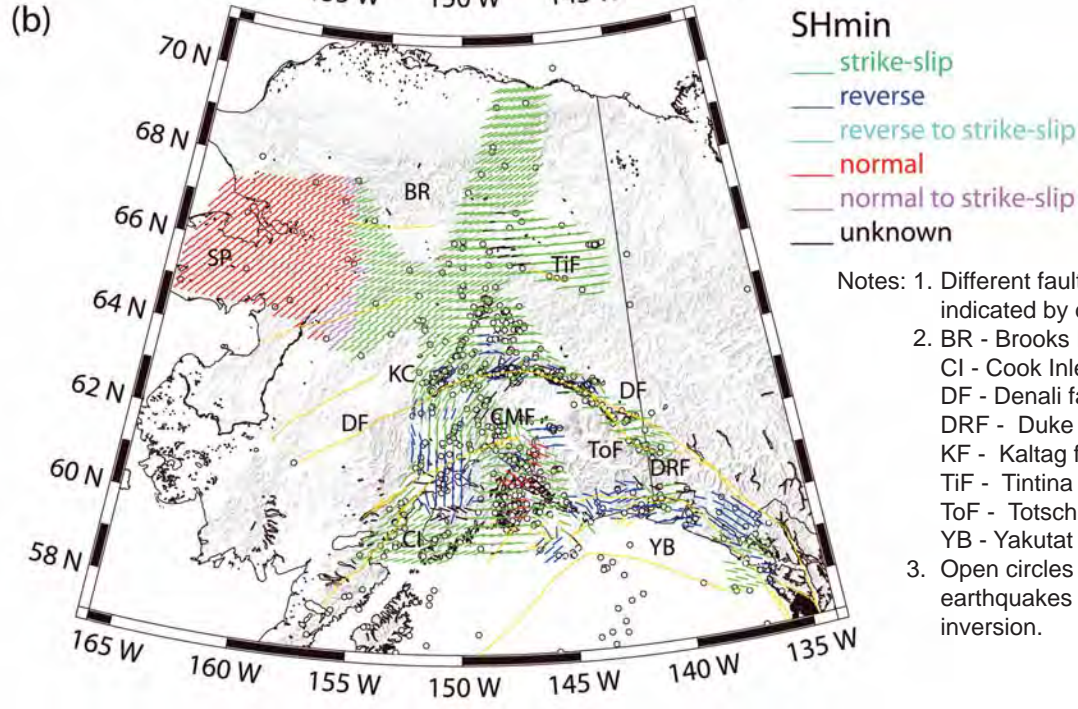 (b)
150 W
70 N
68 N
66 N
64 N
62 N
60 N
58 N
165 W
160 W
155 W
150 W
145 W
140 W
135 W
BR
SP
TiF
KC
DF
DF
CMF
ToF
DRF
CI
YB
SHmin
strike-slip
reverse
reverse to strike-slip
normal
normal to strike-slip
unknown
Notes: 1. Different fault
indicated by
2. BR - Brooks
CI - Cook Inle
DF - Denali fa
DRF - Duke
KF - Kaltag f
TiF - Tintina
ToF - Totsch
YB - Yakutat
3. Open circles
earthquakes
inversion.